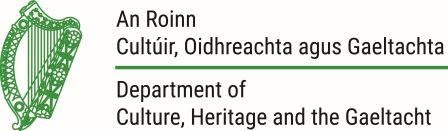 An Roinn
Cultúir, Oidhreachta agus Gaeltachta
Department of
Culture, Heritage and the Gaeltacht